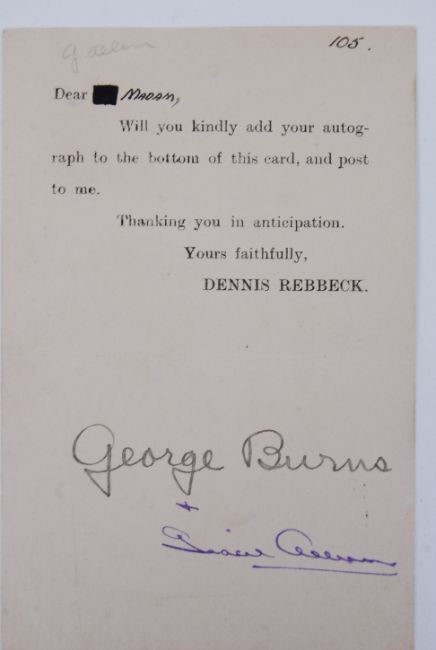 G. Allen
105.
Dear Madam,
Will you kindly add your autog-
raph to the bottom of this card, and post
to me.
Thanking you in anticipation.
Yours faithfully,
DENNIS REBBECK.
George Burns
+
Gracie Allen